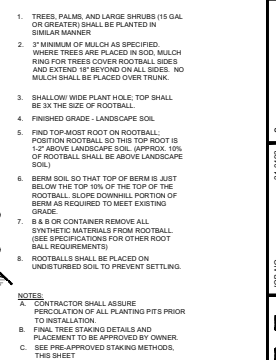 1. TREES, PALMS, AND LARGE SHRUBS (15 GAL
OR GREATER) SHALL BE PLANTED IN
SIMILAR MANNER
2. 3" MINIMUM OF MULCH AS SPECIFIED.
WHERE TREES ARE PLACED IN SOD, MULCH
RING FOR TREES COVER ROOTBALL SIDES
AND EXTEND 18" BEYOND ON ALL SIDES. NO
MULCH SHALL BE PLACED OVER TRUNK.
3. SHALLOW/ WIDE PLANT HOLE; TOP SHALL
BE 3X THE SIZE OF ROOTBALL.
4. FINISHED GRADE - LANDSCAPE SOIL
5. FIND TOP-MOST ROOT ON ROOTBALL;
POSITION ROOTBALL SO THIS TOP ROOT IS
1-2" ABOVE LANDSCAPE SOIL. (APPROX. 10%
OF ROOTBALL SHALL BE ABOVE LANDSCAPE
SOIL)
6. BERM SOIL SO THAT TOP OF BERM IS JUST
BELOW THE TOP 10% OF THE TOP OF THE
ROOTBALL. SLOPE DOWNHILL PORTION OF
BERM AS REQUIRED TO MEET EXISTING
GRADE.
7. B & B OR CONTAINER REMOVE ALL
SYNTHETIC MATERIALS FROM ROOTBALL.
(SEE SPECIFICATIONS FOR OTHER ROOT
BALL REQUIREMENTS)
8. ROOTBALLS SHALL BE PLACED ON
UNDISTURBED SOIL TO PREVENT SETTLING.
NOTES:
A. CONTRACTOR SHALL ASSURE
PERCOLATION OF ALL PLANTING PITS PRIOR
TO INSTALLATION.
B. FINAL TREE STAKING DETAILS AND
PLACEMENT TO BE APPROVED BY OWNER.
C. SEE PRE-APPROVED STAKING METHODS,
THIS SHEET